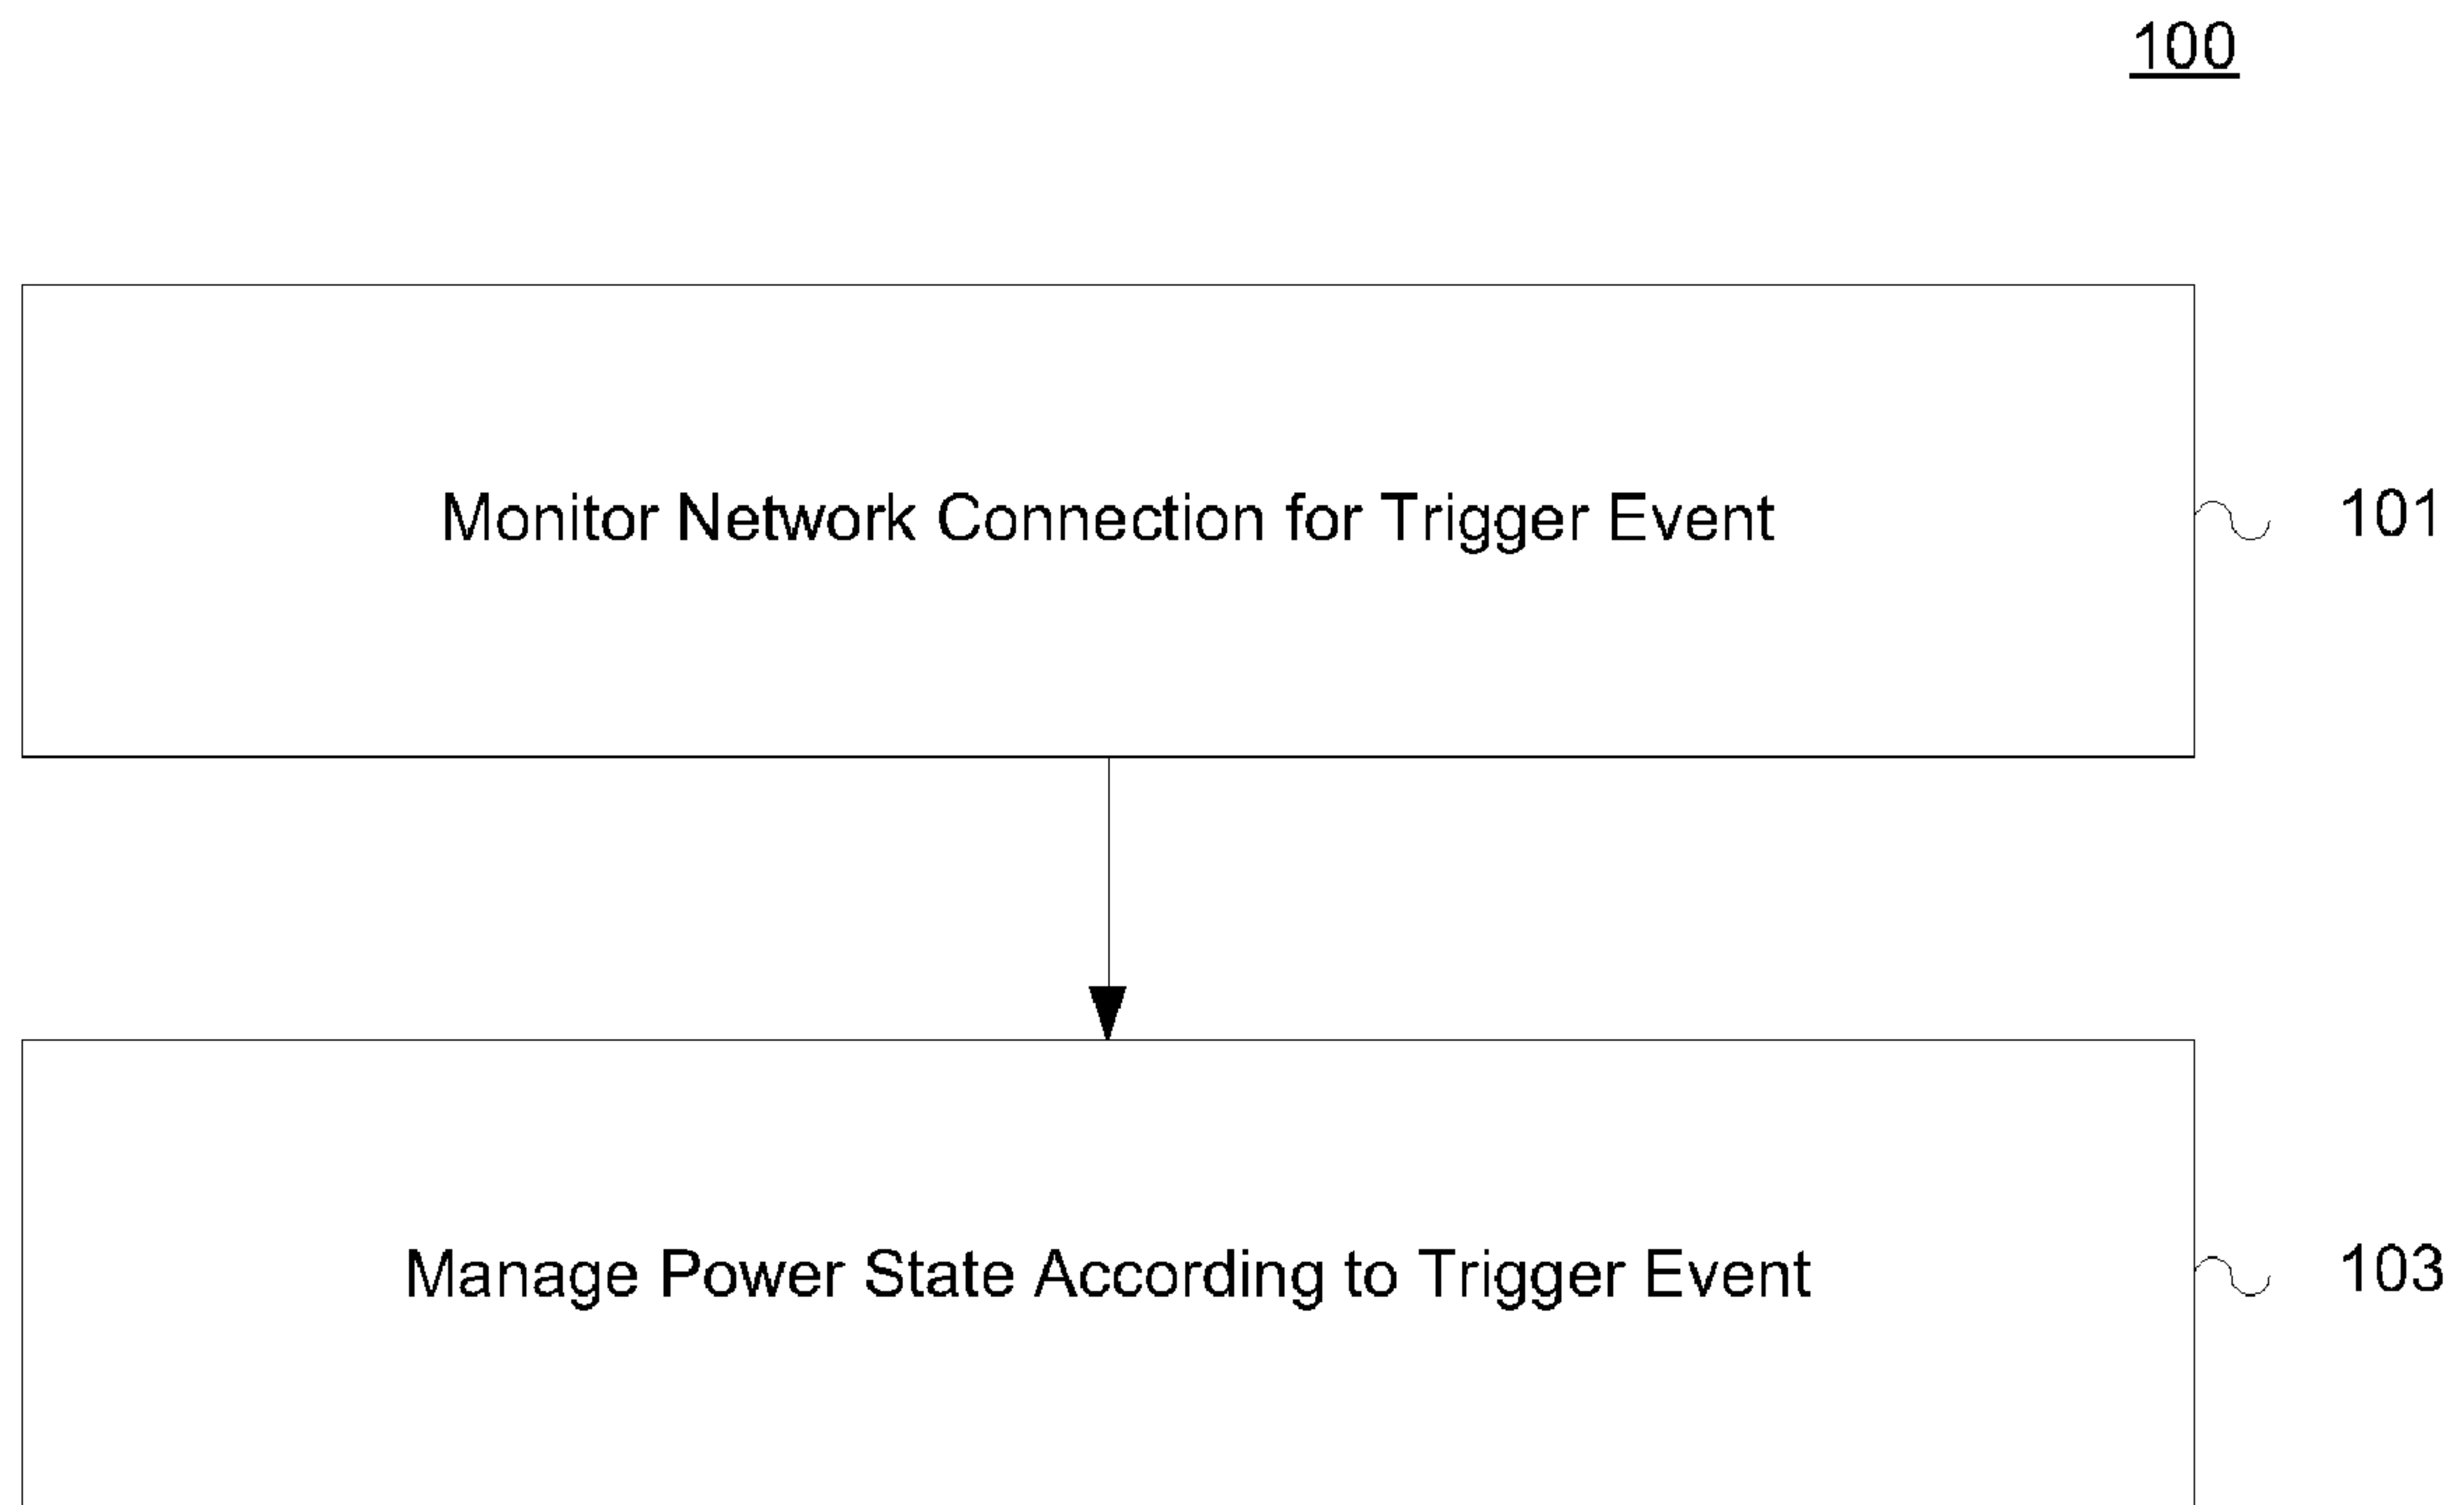 100
Monitor Network Connection for Trigger Event
101
Manage Power State According to Trigger Event
103